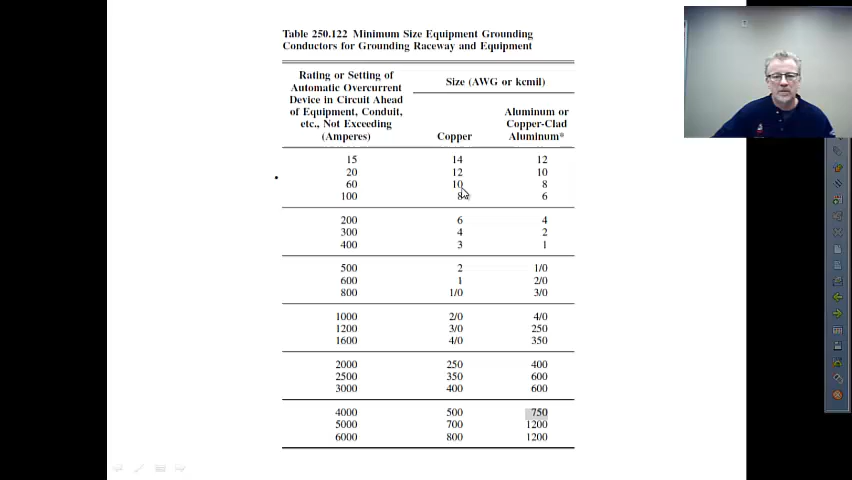 Table 250.122 Minimum Size Equipment Grounding
Conductors for Grounding Raceway and Equipment
Rating or Setting of
Automatic Overcurrent
Device in Circuit Ahead
of Equipment, Conduit,
etc., Not Exceeding
(Amperes)
Size (AWG or kcmil)
Copper
Aluminum or
Copper-Clad
Aluminum*
15 14 12
20 12 10
60 10 8
100 8 6
200 6 4
300 4 2
400 3 1
500 2 1/0
600 1 2/0
800 1/0 3/0
1000 2/0 4/0
1200 3/0 250
1600 4/0 350
2000 250 400
2500 350 600
3000 400 600
4000 500 750
5000 700 1200
6000 800 1200